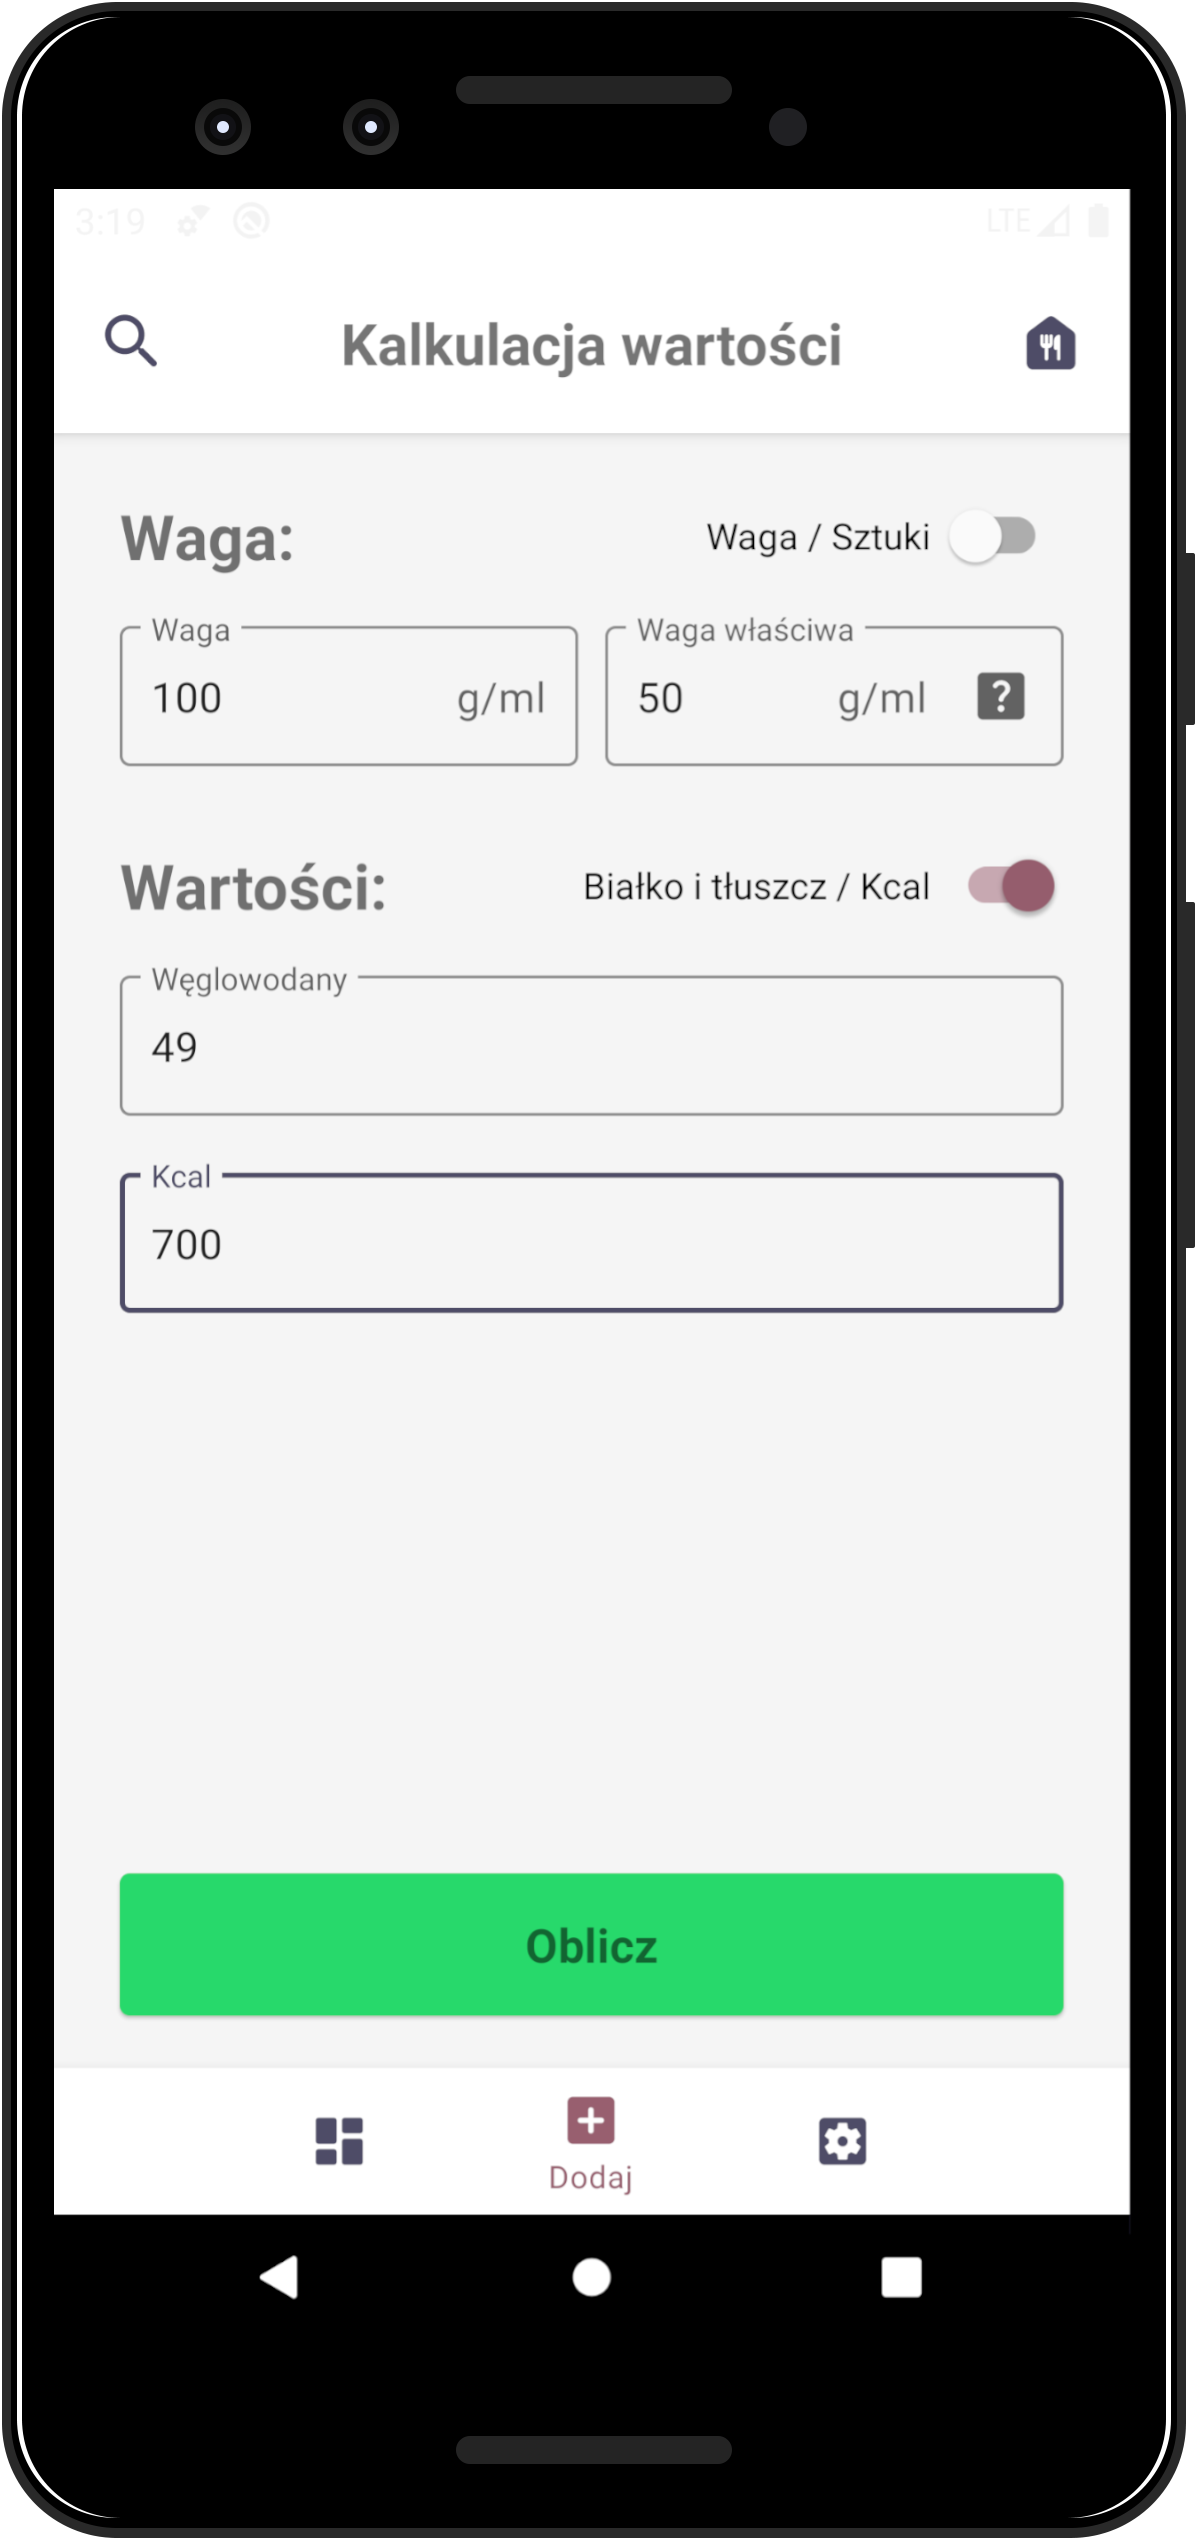 3:19 LTE
Kalkulacja wartości
Waga: Waga / Sztuki
Waga Waga właściwa
100 g/ml 50 g/ml ?
Wartości: Białko i tłuszcz / Kcal
Węglowodany
49
Kcal
700
Oblicz
Dodaj